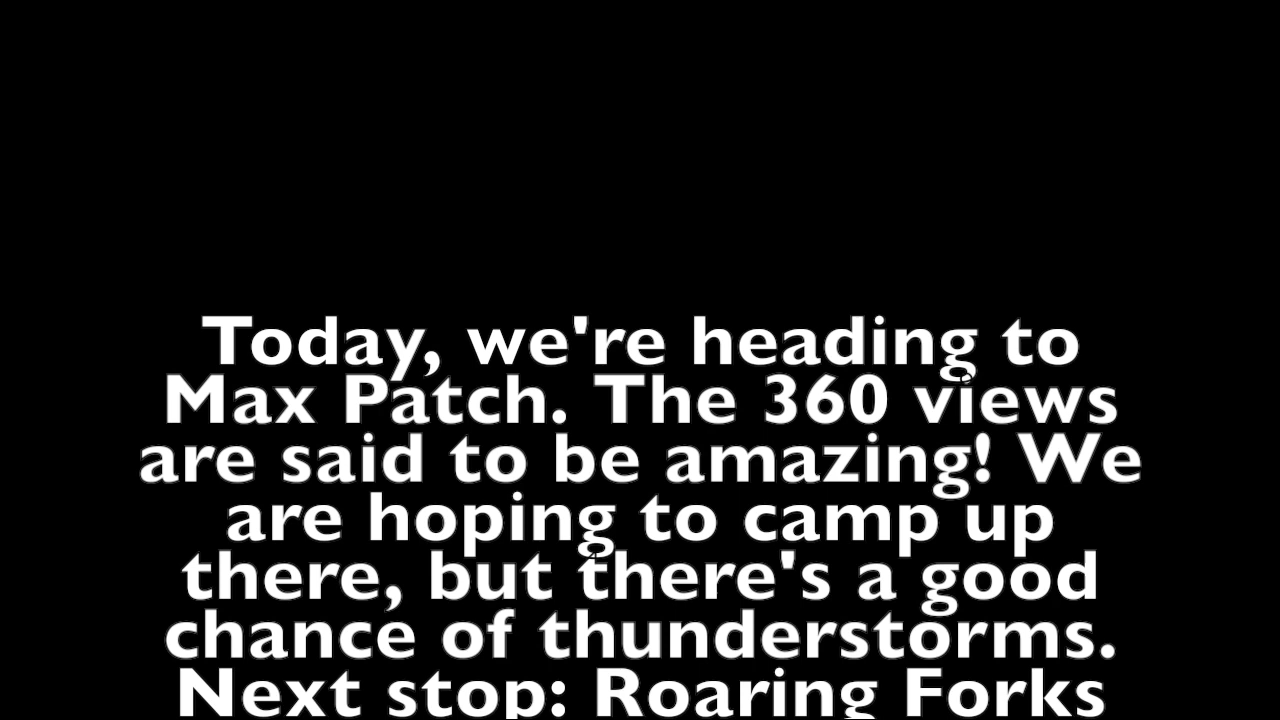 Today, we're heading to
Max Patch. The 360 views
are said to be amazing! We
are hoping to camp up
there, but there's a good
chance of thunderstorms.
Next stop: Roaring Forks